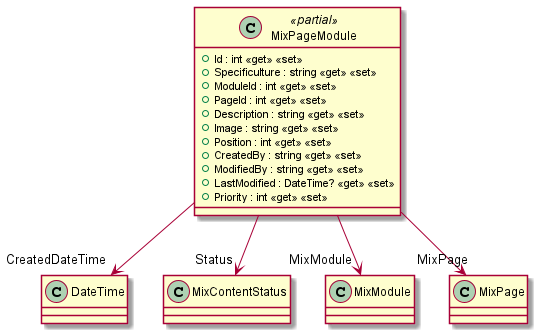 C «partial»
MixPageModule
Id : int «get» «set»
Specificulture : string «get» «set»
ModuleId : int «get» «set»
PageId : int «get» «set»
Description : string «get» «set»
Image : string «get» «set»
Position : int «get» «set»
CreatedBy : string «get» «set»
ModifiedBy : string «get» «set»
LastModified : DateTime? «get» «set»
Priority : int «get» «set»
CreatedDateTime Status MixModule MixPage
C DateTime C MixContentStatus C MixModule C MixPage